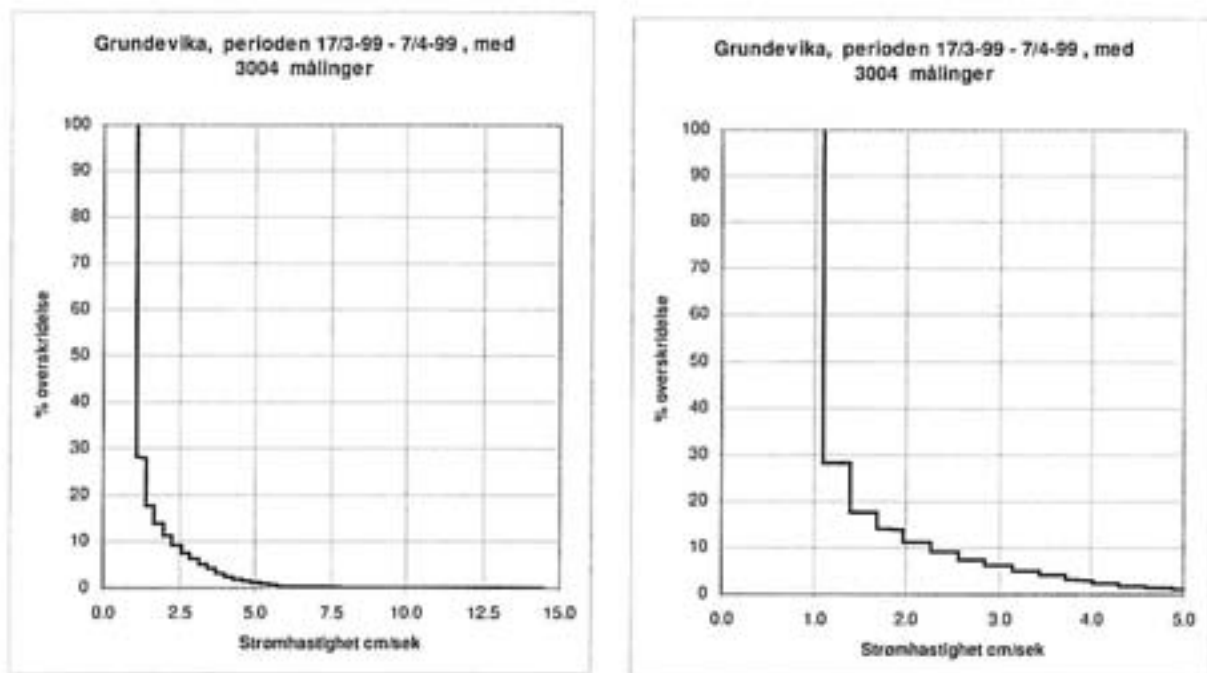 Grundevika, perioden 17/3-99 - 7/4-99 , med
3004 målinger
100
90
80
70
60
50
40
30
20
10
0
% overskridelse
0.0 2.5 5.0 7.5 10.0 12.5 15.0
Strømhastighet cm/sek
Grundevika, perioden 17/3-99 - 7/4-99 , med
3004 målinger
100
90
80
70
60
50
40
30
20
10
0
% overskridelse
0.0 1.0 2.0 3.0 4.0 5.0
Strømhastighet cm/sek